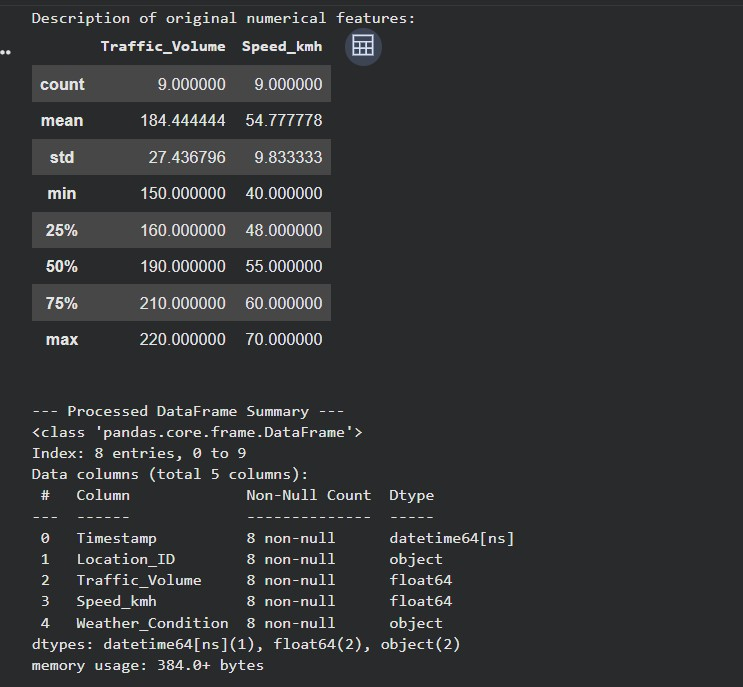 Description of original numerical features:
Traffic_Volume Speed_kmh
count 9.000000 9.000000
mean 184.444444 54.777778
std 27.436796 9.833333
min 150.000000 40.000000
25% 160.000000 48.000000
50% 190.000000 55.000000
75% 210.000000 60.000000
max 220.000000 70.000000
--- Processed DataFrame Summary ---
<class 'pandas.core.frame.DataFrame'>
Index: 8 entries, 0 to 9
Data columns (total 5 columns):
 #   Column             Non-Null Count  Dtype
---  ------             --------------  -----
 0   Timestamp          8 non-null      datetime64[ns]
 1   Location_ID        8 non-null      object
 2   Traffic_Volume     8 non-null      float64
 3   Speed_kmh          8 non-null      float64
 4   Weather_Condition  8 non-null      object
dtypes: datetime64[ns](1), float64(2), object(2)
memory usage: 384.0+ bytes